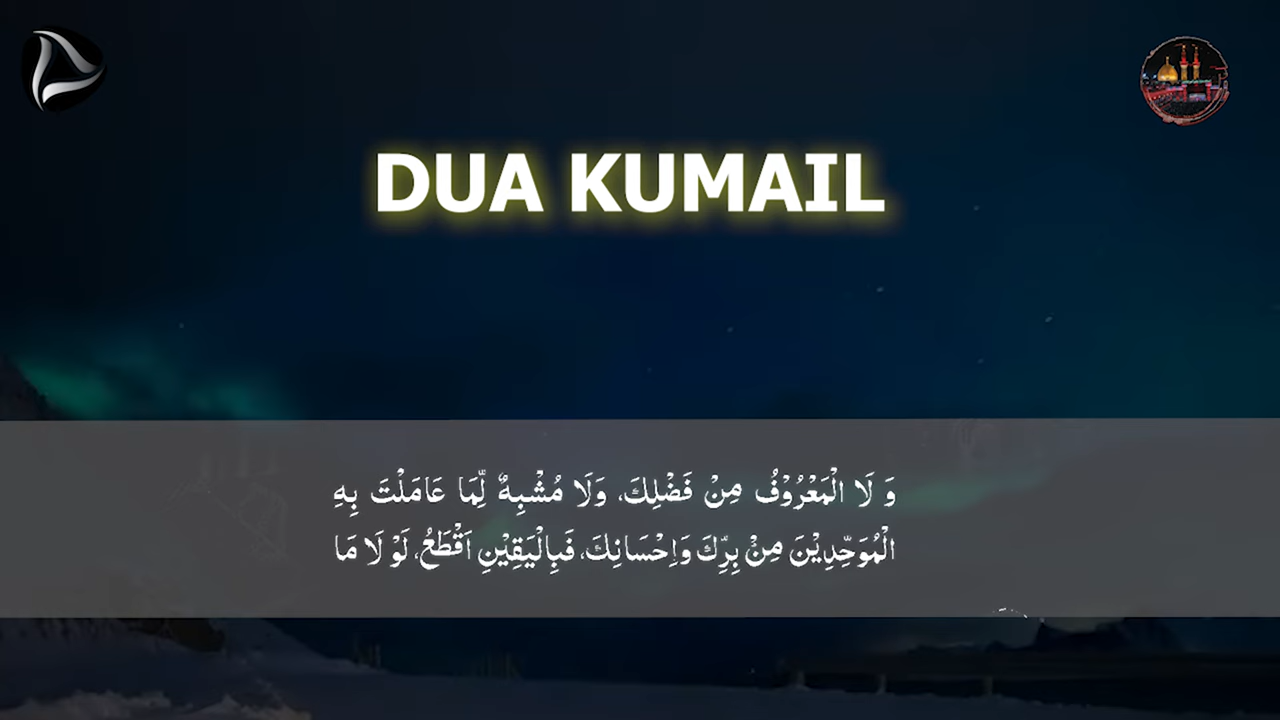 DUA KUMAIL
وَ لَا الْمَعْرُوْفُ مِنْ فَضْلِكَ، وَلَا مُشْبِهٌ لِّمَا عَامَلْتَ بِهِ
الْمُوَحِّدِيْنَ مِنْ بِرِّكَ وَاِحْسَانِكَ، فَبِالْيَقِيْنِ اَقْطَعُ، لَوْ لَا مَا